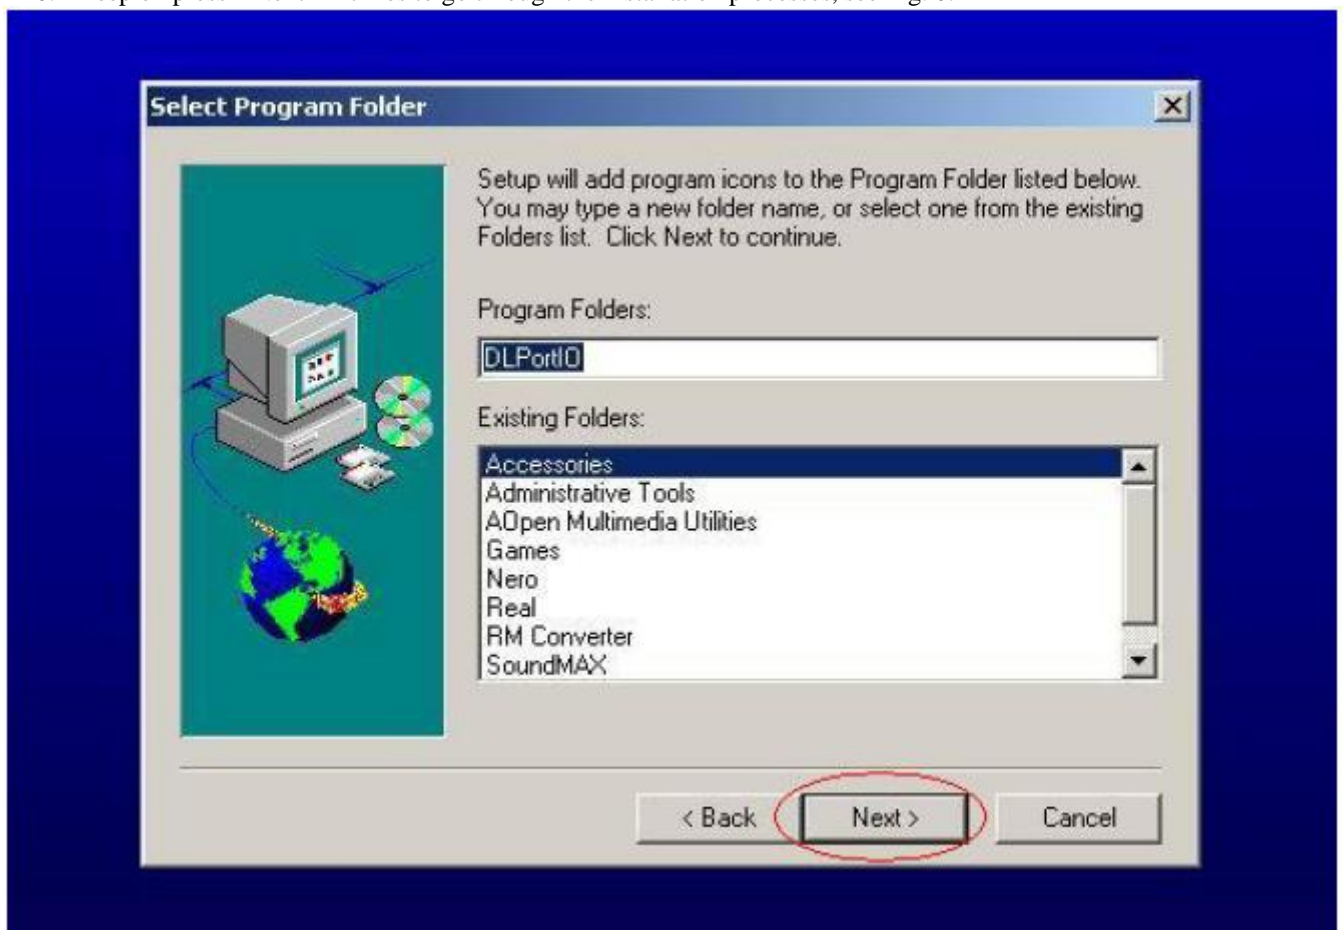 Select Program Folder
Setup will add program icons to the Program Folder listed below.
You may type a new folder name, or select one from the existing
Folders list. Click Next to continue.
Program Folders:
DLPortIO
Existing Folders:
Accessories
Administrative Tools
AOpen Multimedia Utilities
Games
Nero
Real
RM Converter
SoundMAX
< Back
Next >
Cancel